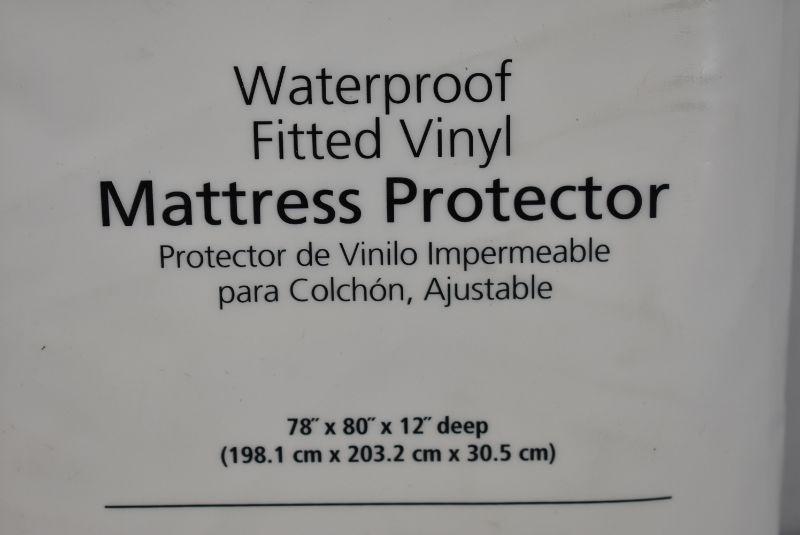 Waterproof
Fitted Vinyl
Mattress Protector
Protector de Vinilo Impermeable
para Colchón, Ajustable
78˝ x 80˝ x 12˝ deep
(198.1 cm x 203.2 cm x 30.5 cm)